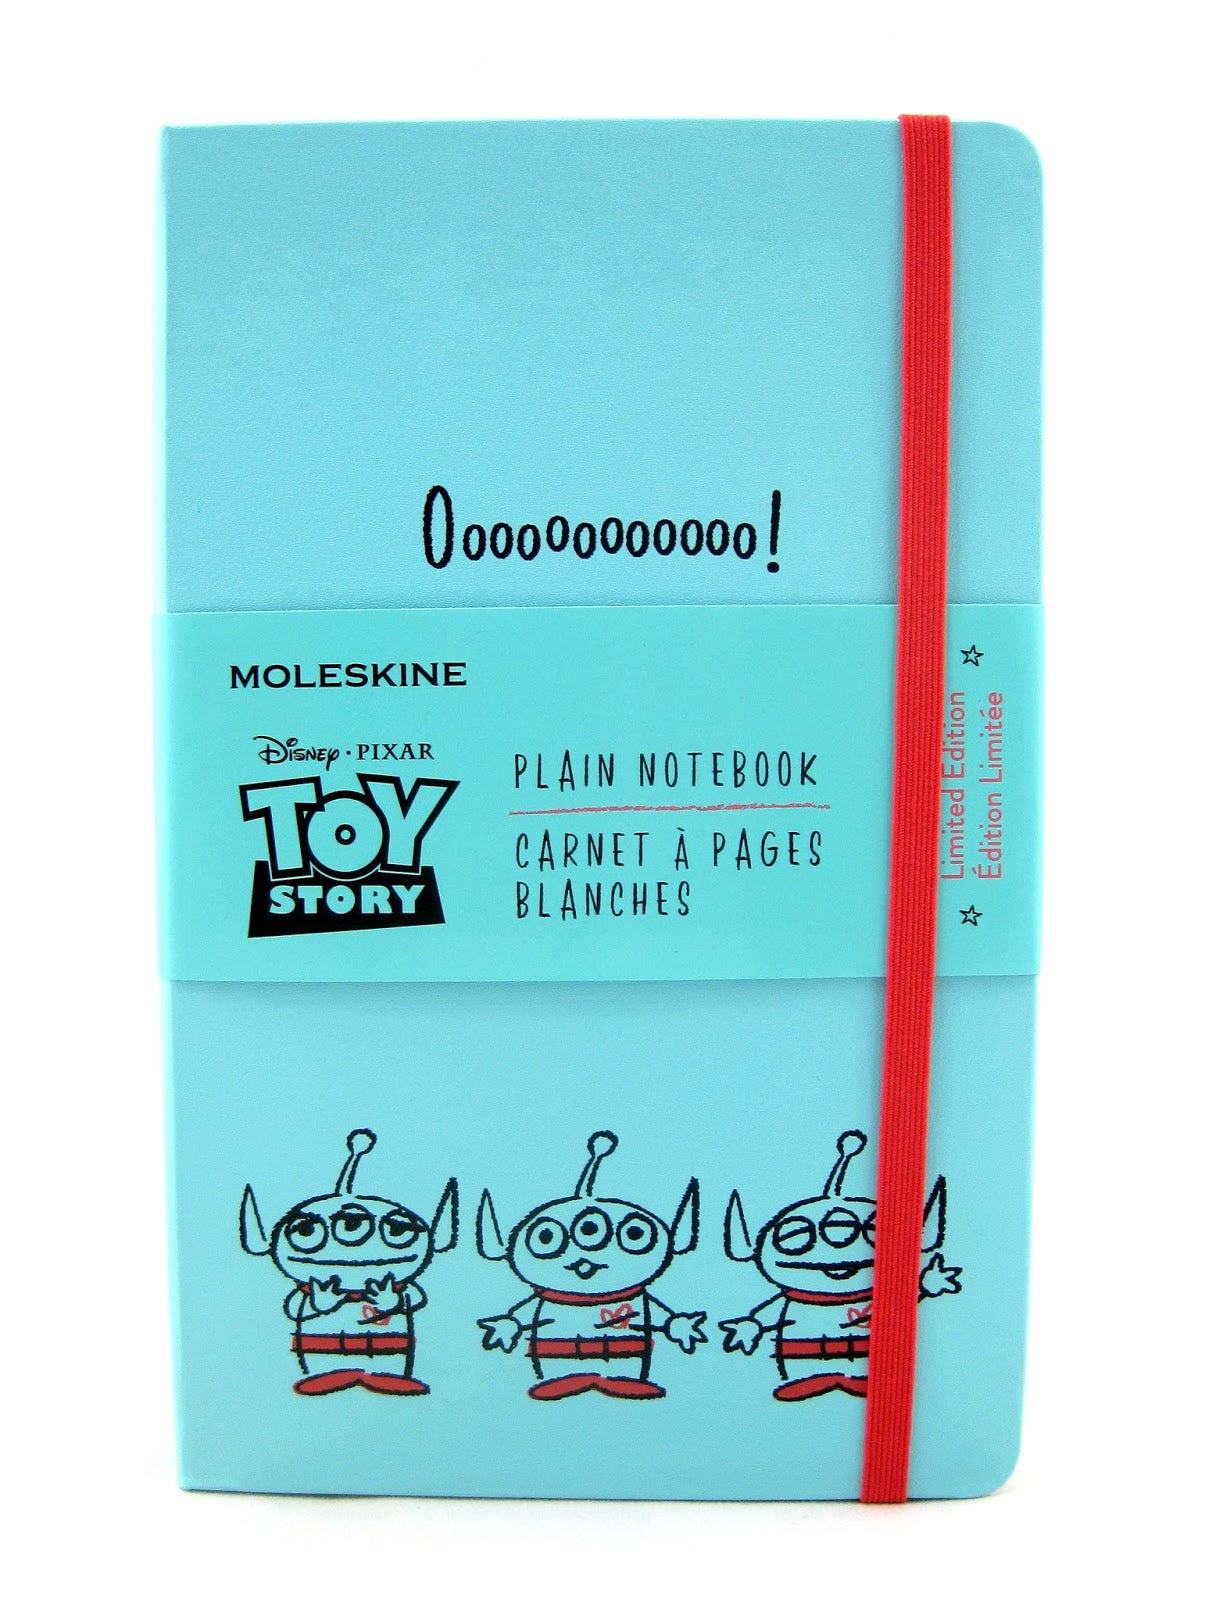 Oooooooooooo!
MOLESKINE
Disney · PIXAR
TOY
STORY
PLAIN NOTEBOOK
CARNET À PAGES
BLANCHES
Limited Edition
Édition Limitée